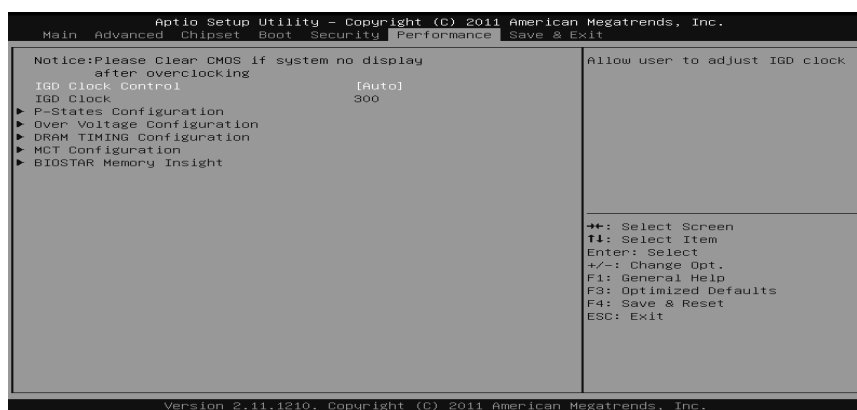 Aptio Setup Utility – Copyright (C) 2011 American Megatrends, Inc.
Main Advanced Chipset Boot Security Performance Save & Exit
Notice:Please Clear CMOS if system no display
after overclocking
IGD Clock Control [Auto]
IGD Clock 300
► P-States Configuration
► Over Voltage Configuration
► DRAM TIMING Configuration
► MCT Configuration
► BIOSTAR Memory Insight
Allow user to adjust IGD clock
→←: Select Screen
↑↓: Select Item
Enter: Select
+/-: Change Opt.
F1: General Help
F3: Optimized Defaults
F4: Save & Reset
ESC: Exit
Version 2.11.1210. Copyright (C) 2011 American Megatrends, Inc.